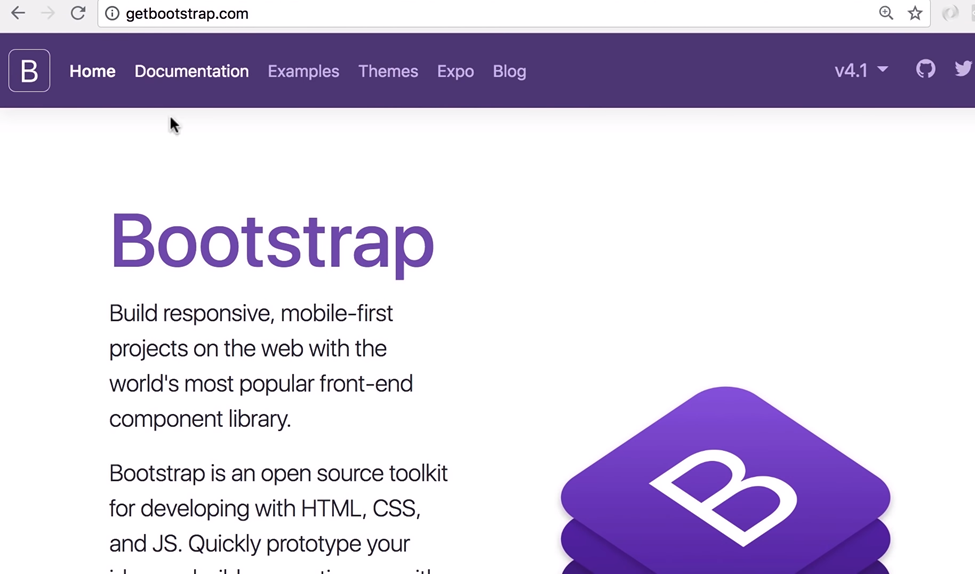 getbootstrap.com
B Home Documentation Examples Themes Expo Blog v4.1
Bootstrap
Build responsive, mobile-first
projects on the web with the
world's most popular front-end
component library.
B
Bootstrap is an open source toolkit
for developing with HTML, CSS,
and JS. Quickly prototype your